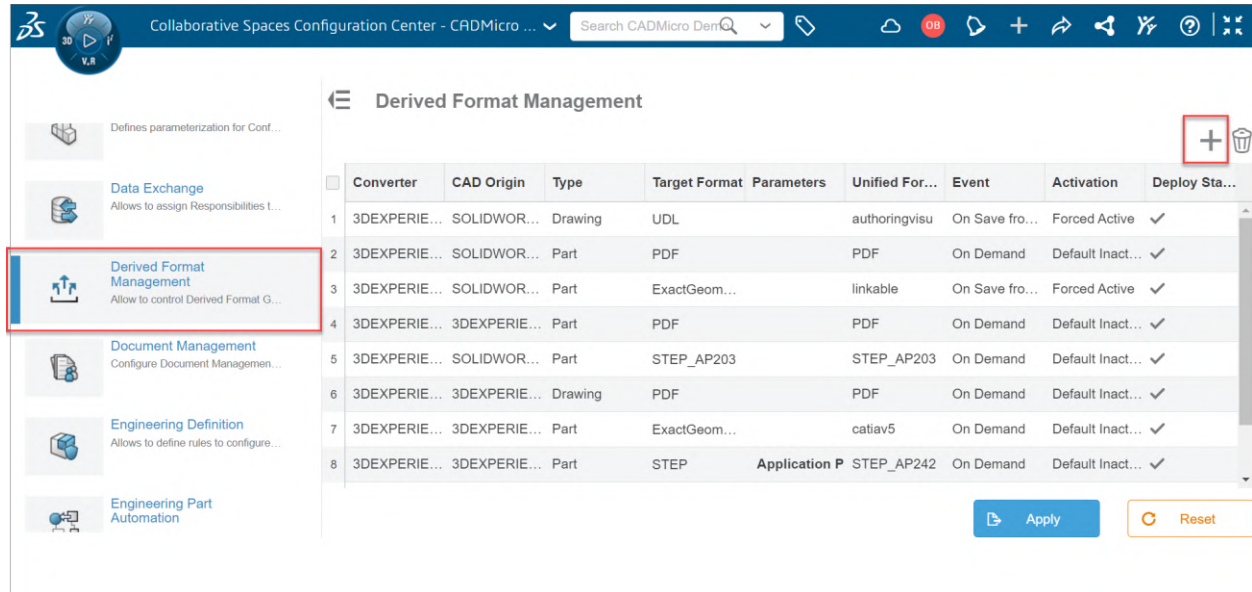 3D
V.R
Collaborative Spaces Configuration Center - CADMicro ...
Search CADMicro Demo
OB
Defines parameterization for Conf...
Data Exchange
Allows to assign Responsibilities t...
Derived Format
Management
Allow to control Derived Format G...
Document Management
Configure Document Managemen...
Engineering Definition
Allows to define rules to configure...
Engineering Part
Automation
Derived Format Management
Converter CAD Origin Type Target Format Parameters Unified For... Event Activation Deploy Sta...
1 3DEXPERIE... SOLIDWOR... Drawing UDL authoringvisu On Save fro... Forced Active
2 3DEXPERIE... SOLIDWOR... Part PDF PDF On Demand Default Inact...
3 3DEXPERIE... SOLIDWOR... Part ExactGeom... linkable On Save fro... Forced Active
4 3DEXPERIE... 3DEXPERIE... Part PDF PDF On Demand Default Inact...
5 3DEXPERIE... SOLIDWOR... Part STEP_AP203 STEP_AP203 On Demand Default Inact...
6 3DEXPERIE... 3DEXPERIE... Drawing PDF PDF On Demand Default Inact...
7 3DEXPERIE... 3DEXPERIE... Part ExactGeom... catiav5 On Demand Default Inact...
8 3DEXPERIE... 3DEXPERIE... Part STEP Application P STEP_AP242 On Demand Default Inact...
Apply
Reset